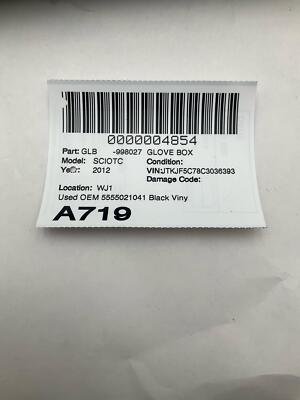 0000004854
Part: GLB -998027 GLOVE BOX
Model: SCIOTC Condition:
Year: 2012 VIN:JTKJF5C78C3036393
Damage Code:
Location: WJ1
Used OEM 5555021041 Black Viny
A719